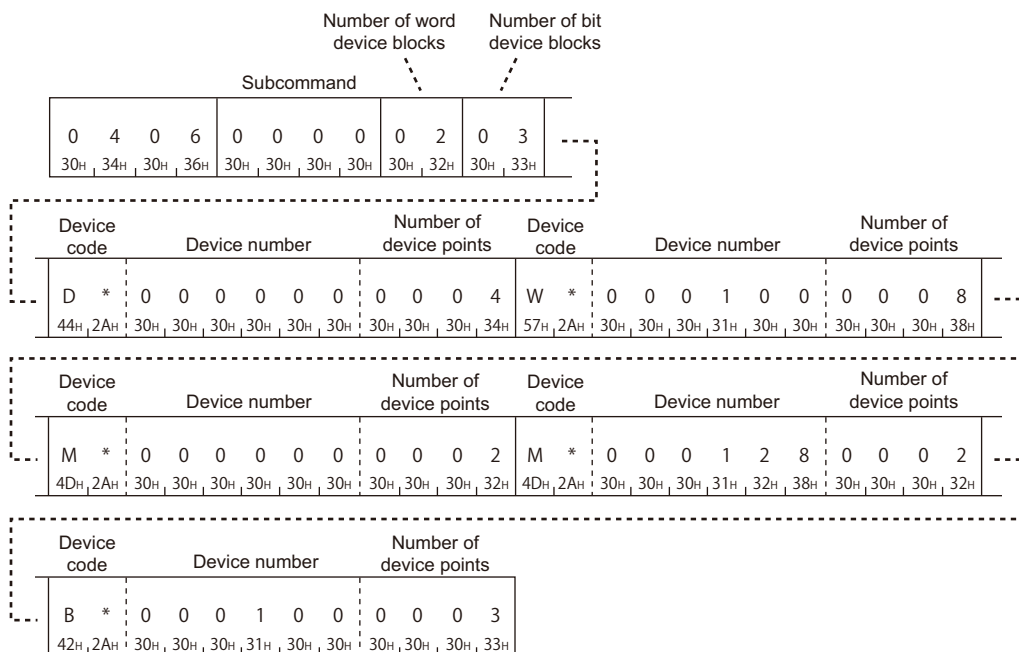 Number of word device blocks
Number of bit device blocks
Subcommand
0 4 0 6 0 0 0 0 0 2 0 3
30H 34H 30H 36H 30H 30H 30H 30H 30H 32H 30H 33H
Device code Device number Number of device points Device code Device number Number of device points
D * 0 0 0 0 0 0 0 0 0 4 W * 0 0 0 1 0 0 0 0 0 8
44H 2AH 30H 30H 30H 30H 30H 30H 30H 30H 30H 34H 57H 2AH 30H 30H 30H 31H 30H 30H 30H 30H 30H 38H
Device code Device number Number of device points Device code Device number Number of device points
M * 0 0 0 0 0 0 0 0 0 2 M * 0 0 0 1 2 8 0 0 0 2
4DH 2AH 30H 30H 30H 30H 30H 30H 30H 30H 30H 32H 4DH 2AH 30H 30H 30H 31H 32H 38H 30H 30H 30H 32H
Device code Device number Number of device points
B * 0 0 0 1 0 0 0 0 0 3
42H 2AH 30H 30H 30H 31H 30H 30H 30H 30H 30H 33H